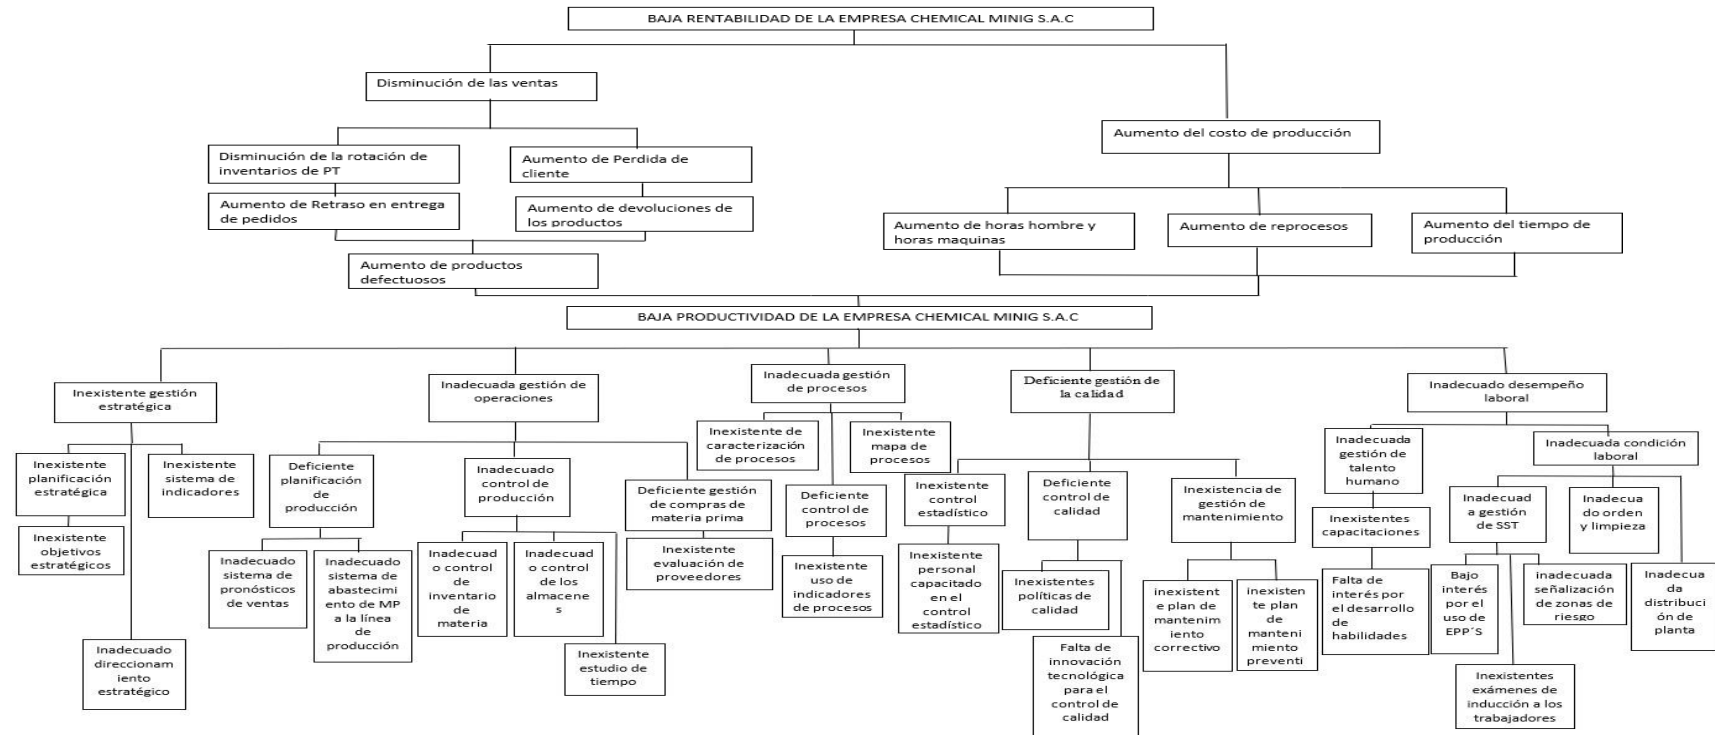 BAJA RENTABILIDAD DE LA EMPRESA CHEMICAL MINIG S.A.C
Disminución de las ventas
Aumento del costo de producción
Disminución de la rotación de
inventarios de PT
Aumento de Perdida de
cliente
Aumento de Retraso en entrega
de pedidos
Aumento de devoluciones de
los productos
Aumento de horas hombre y
horas maquinas
Aumento de reprocesos
Aumento del tiempo de
producción
Aumento de productos
defectuosos
BAJA PRODUCTIVIDAD DE LA EMPRESA CHEMICAL MINIG S.A.C
Inexistente gestión
estratégica
Inadecuada gestión de
operaciones
Inadecuada gestión
de procesos
Deficiente gestión de
la calidad
Inadecuado desempeño
laboral
Inexistente
planificación
estratégica
Inexistente
sistema de
indicadores
Inexistente
objetivos
estratégicos
Inadecuado
direccionam
iento
estratégico
Deficiente
planificación
de
producción
Inadecuado
control
de
producción
Deficiente gestión
de compras de
materia prima
Inadecuado
sistema de
pronósticos
de ventas
Inadecuado
sistema de
abastecimi
ento de MP
a la línea
de
producción
Inadecuad
o control
de
inventario
de
materia
Inadecuad
o control
de los
almacene
s
Inexistente
estudio de
tiempo
Inexistente
evaluación de
proveedores
Inexistente de
caracterización
de procesos
Inexistente
mapa de
procesos
Deficiente
control de
procesos
Inexistente
uso de
indicadores
de procesos
Inexistente
control
estadístico
Deficiente
control de
calidad
Inexistencia de
gestión de
mantenimiento
Inexistente
personal
capacitado
en el
control
estadístico
Inexistentes
políticas de
calidad
Falta de
innovación
tecnológica
para el
control de
calidad
inexistent
e plan de
mantenim
iento
correctivo
inexisten
te plan
de
manteni
miento
preventi
Inadecuada
gestión de
talento
humano
Inadecuada condición
laboral
Inexistentes
capacitaciones
Falta de
interés por
el desarrollo
de
habilidades
Inadecuad
a gestión
de SST
Inadecua
do orden
y limpieza
Bajo
interés
por el
uso de
EPP´S
inadecuada
señalización
de zonas de
riesgo
Inadecua
da
distribuci
ón de
planta
Inexistentes
exámenes de
inducción a los
trabajadores